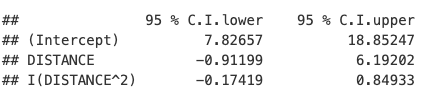 ##               95 % C.I.lower    95 % C.I.upper
## (Intercept)          7.82657          18.85247
## DISTANCE            -0.91199           6.19202
## I(DISTANCE^2)       -0.17419           0.84933